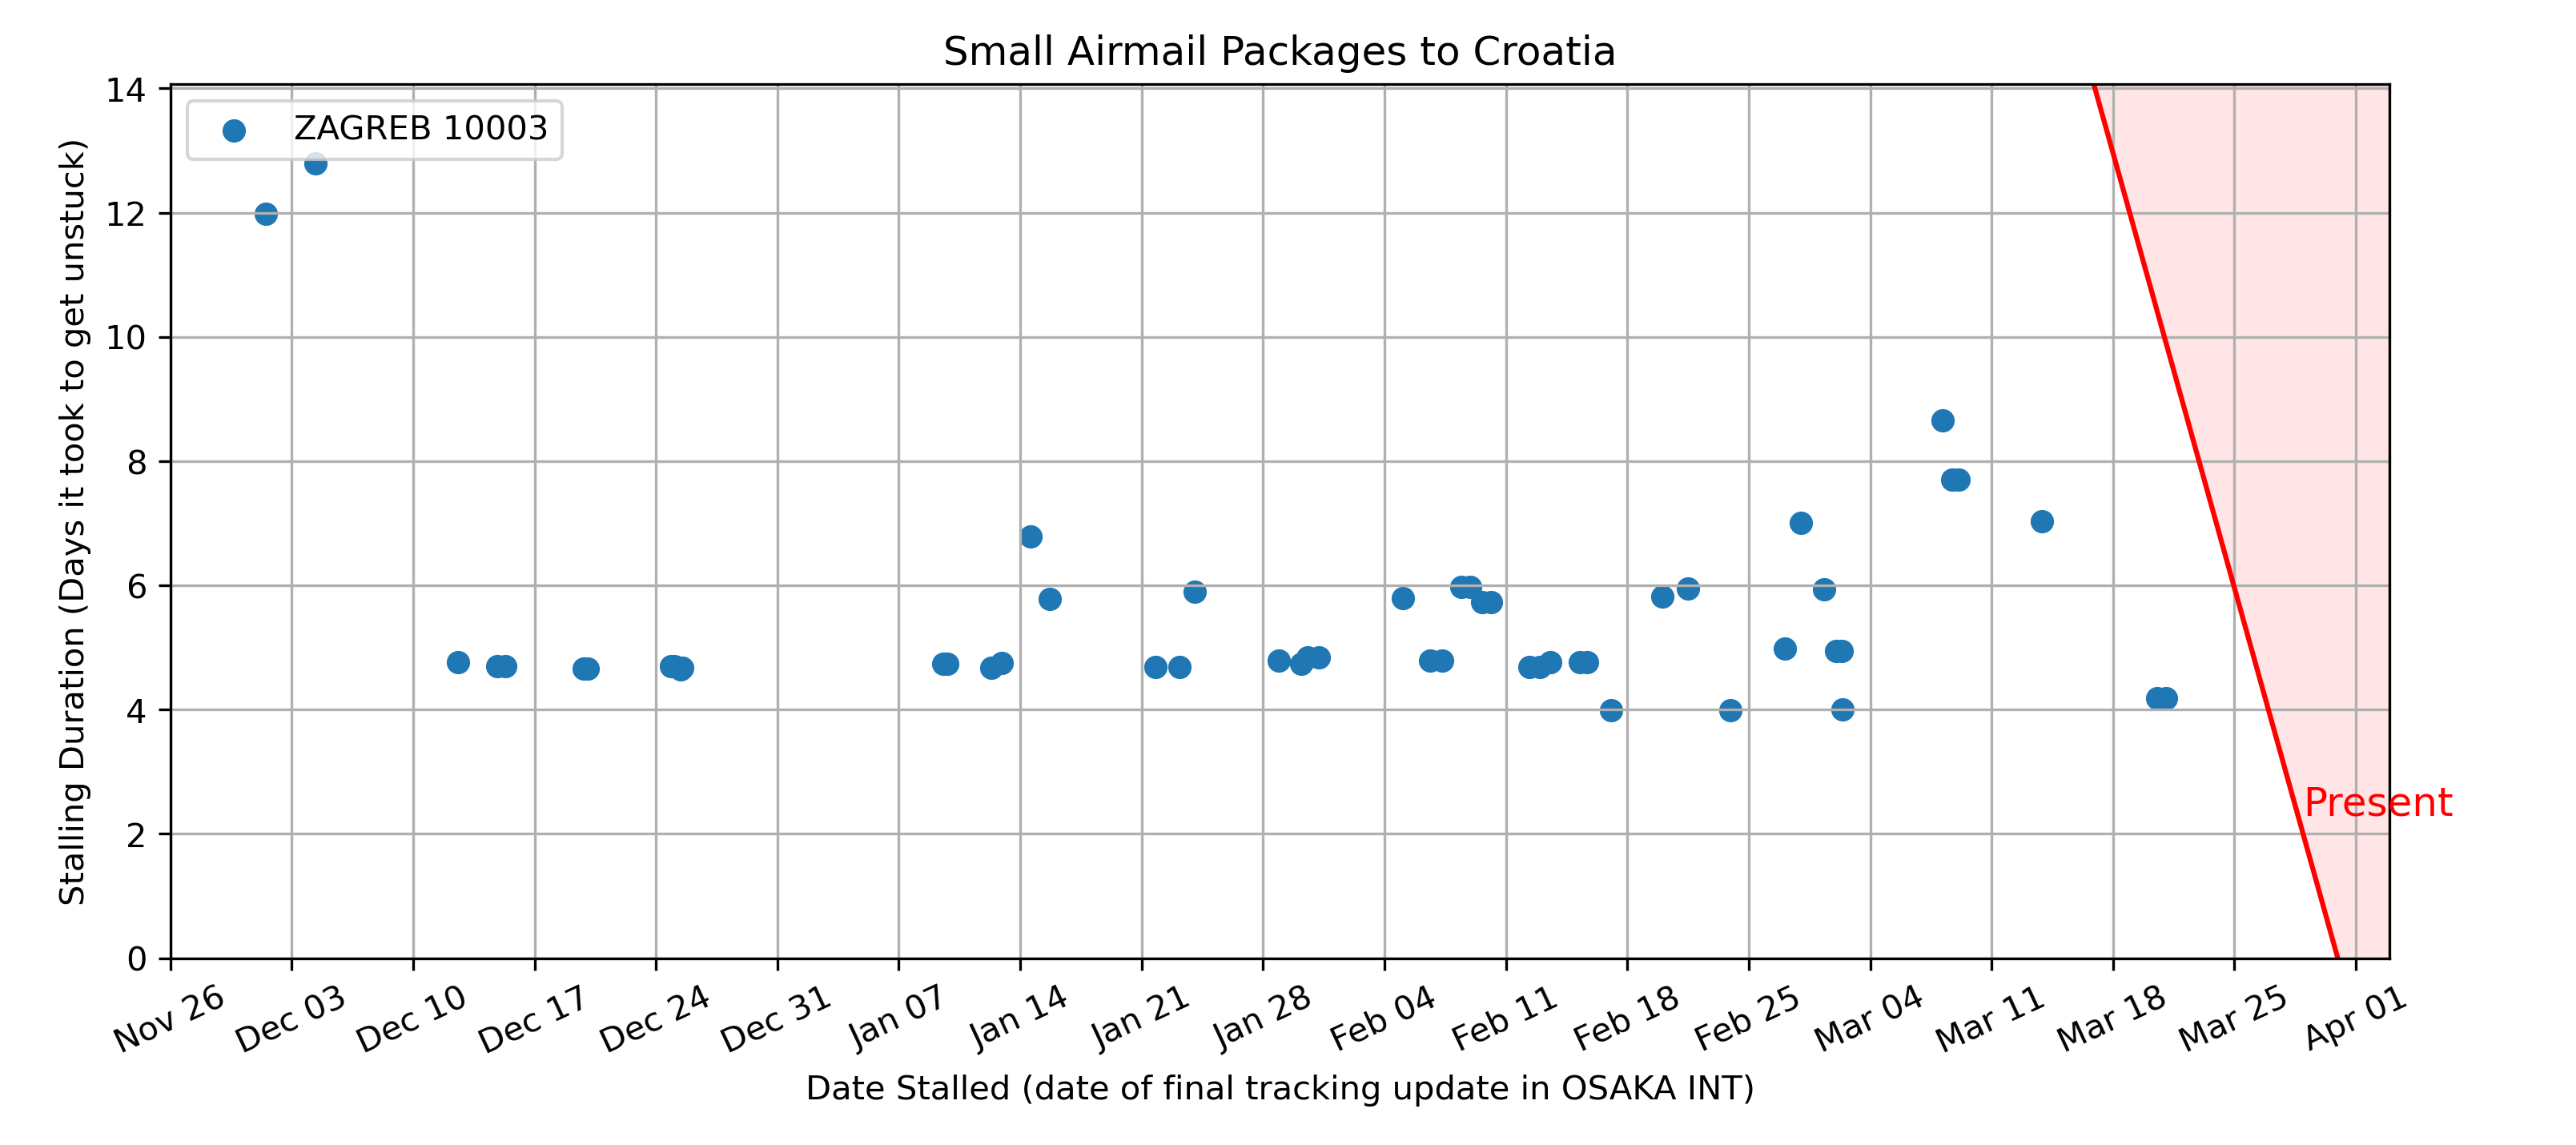 Small Airmail Packages to Croatia
ZAGREB 10003
Stalling Duration (Days it took to get unstuck)
14
12
10
8
6
4
2
0
Present
Nov 26
Dec 03
Dec 10
Dec 17
Dec 24
Dec 31
Jan 07
Jan 14
Jan 21
Jan 28
Feb 04
Feb 11
Feb 18
Feb 25
Mar 04
Mar 11
Mar 18
Mar 25
Apr 01
Date Stalled (date of final tracking update in OSAKA INT)